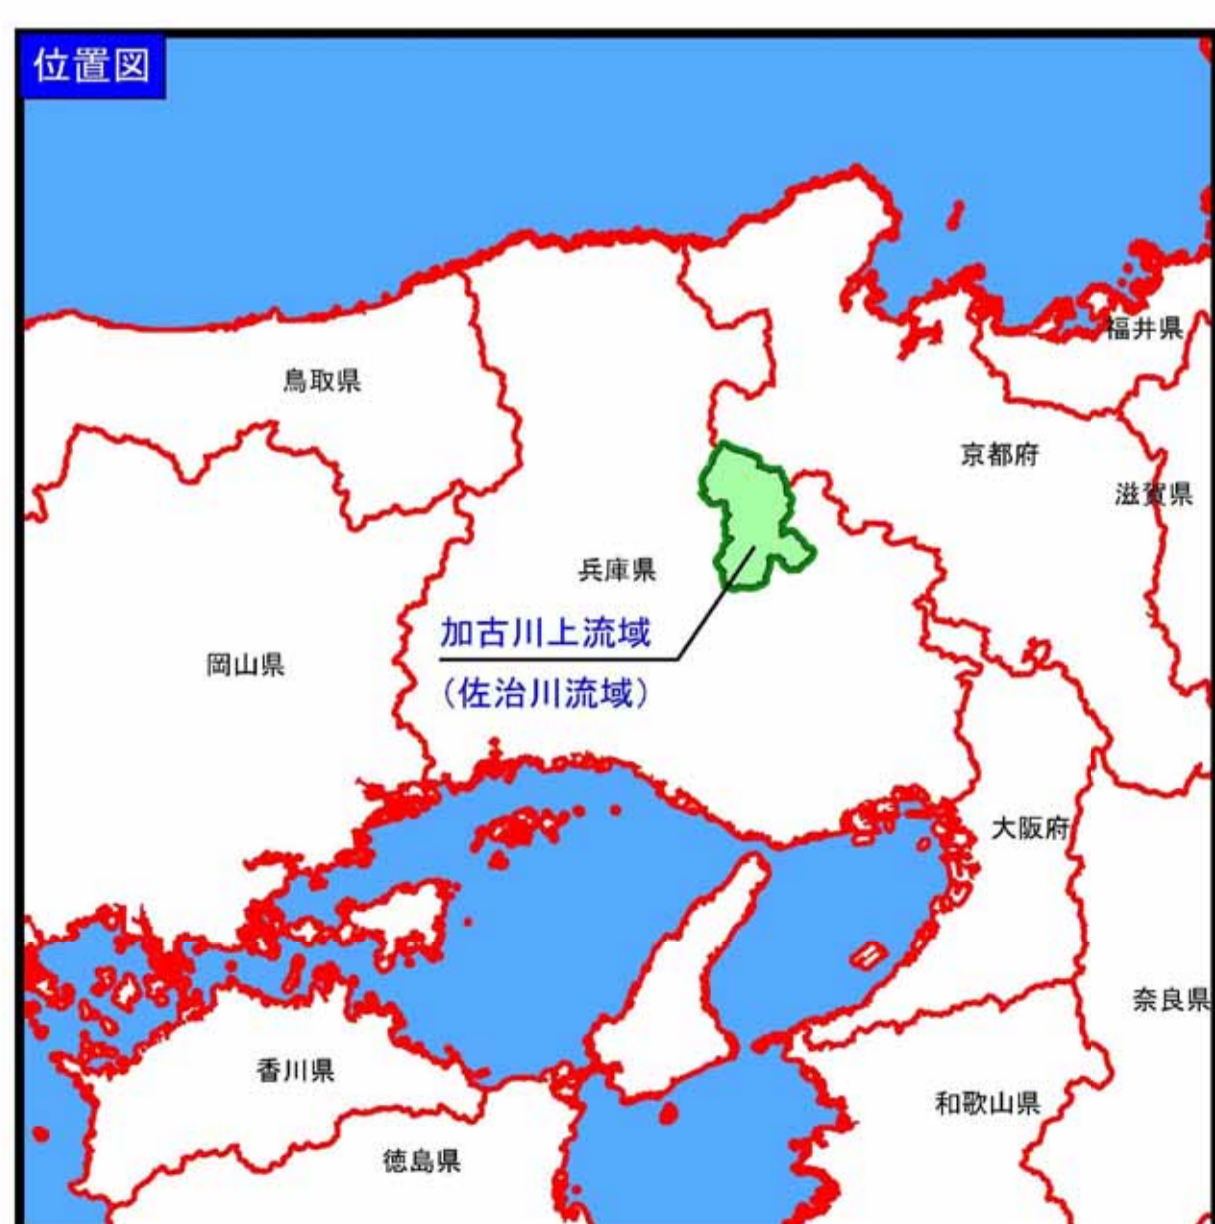 位置図
福井県
鳥取県
京都府
滋賀県
兵庫県
加古川上流域
(佐治川流域)
岡山県
大阪府
奈良県
香川県
和歌山県
徳島県